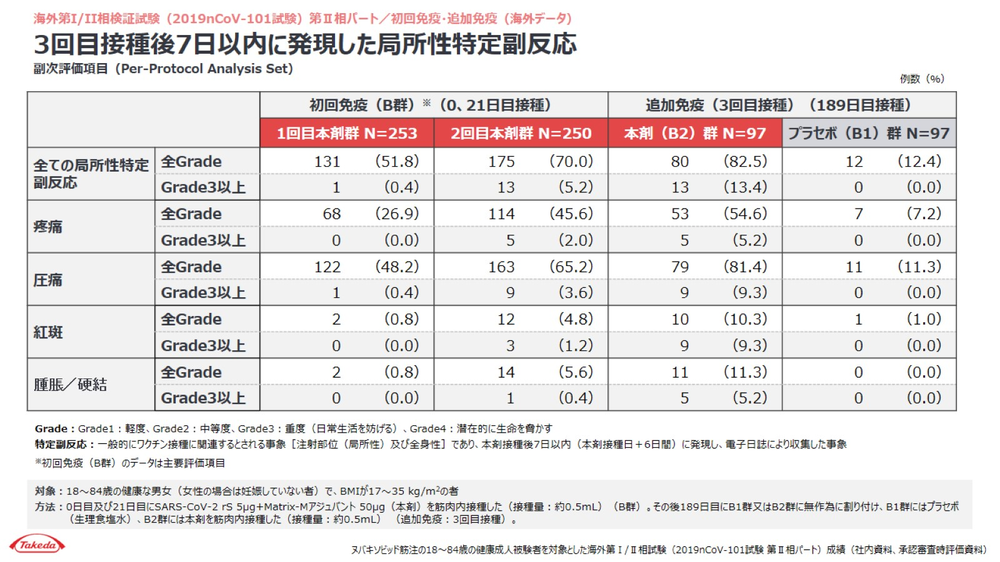 海外第I/II相検証試験（2019nCoV-101試験）第Ⅱ相パート／初回免疫･追加免疫（海外データ）
3回目接種後7日以内に発現した局所性特定副反応
副次評価項目（Per-Protocol Analysis Set）
例数（%）
初回免疫（B群）※（0、21日目接種） 追加免疫（3回目接種）（189日目接種）
1回目本剤群 N=253 2回目本剤群 N=250 本剤（B2）群 N=97 プラセボ（B1）群 N=97
全ての局所性特定副反応 全Grade 131 （51.8） 175 （70.0） 80 （82.5） 12 （12.4）
Grade3以上 1 （0.4） 13 （5.2） 13 （13.4） 0 （0.0）
疼痛 全Grade 68 （26.9） 114 （45.6） 53 （54.6） 7 （7.2）
Grade3以上 0 （0.0） 5 （2.0） 5 （5.2） 0 （0.0）
圧痛 全Grade 122 （48.2） 163 （65.2） 79 （81.4） 11 （11.3）
Grade3以上 1 （0.4） 9 （3.6） 9 （9.3） 0 （0.0）
紅斑 全Grade 2 （0.8） 12 （4.8） 10 （10.3） 1 （1.0）
Grade3以上 0 （0.0） 3 （1.2） 9 （9.3） 0 （0.0）
腫脹／硬結 全Grade 2 （0.8） 14 （5.6） 11 （11.3） 0 （0.0）
Grade3以上 0 （0.0） 1 （0.4） 5 （5.2） 0 （0.0）
Grade：Grade1：軽度、Grade2：中等度、Grade3：重度（日常生活を妨げる）、Grade4：潜在的に生命を脅かす
特定副反応：一般的にワクチン接種に関連するとされる事象［注射部位（局所性）及び全身性］であり、本剤接種後7日以内（本剤接種日＋6日間）に発現し、電子日誌により収集した事象
※初回免疫（B群）のデータは主要評価項目
対象：18～84歳の健康な男女（女性の場合は妊娠していない者）で、BMIが17～35 kg/m²の者
方法：0日目及び21日目にSARS-CoV-2 rS 5μg+Matrix-Mアジュバント 50μg（本剤）を筋肉内接種した（接種量：約0.5mL）（B群）。その後189日目にB1群又はB2群に無作為に割り付け、B1群にはプラセボ
（生理食塩水）、B2群には本剤を筋肉内接種した（接種量：約0.5mL）（追加免疫：3回目接種）。
Takeda
ヌバキソビッド筋注の18～84歳の健康成人被験者を対象とした海外第Ⅰ/Ⅱ相試験（2019nCoV-101試験 第Ⅱ相パート）成績（社内資料、承認審査時評価資料）